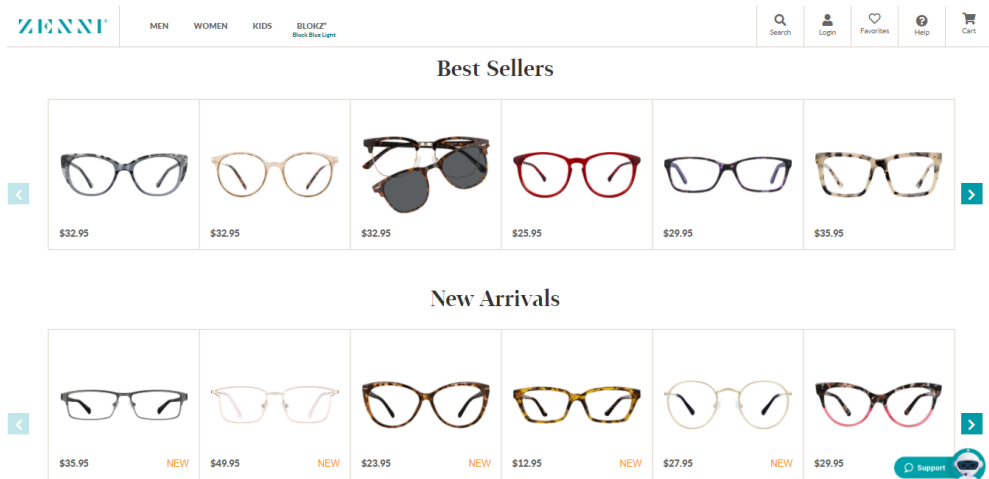 ZENNI®
MEN
WOMEN
KIDS
BLOKZ®
Block Blue Light
Search
Login
Favorites
Help
Cart
Best Sellers
$32.95
$32.95
$32.95
$25.95
$29.95
$35.95
New Arrivals
$35.95 NEW
$49.95 NEW
$23.95 NEW
$12.95 NEW
$27.95 NEW
$29.95
Support